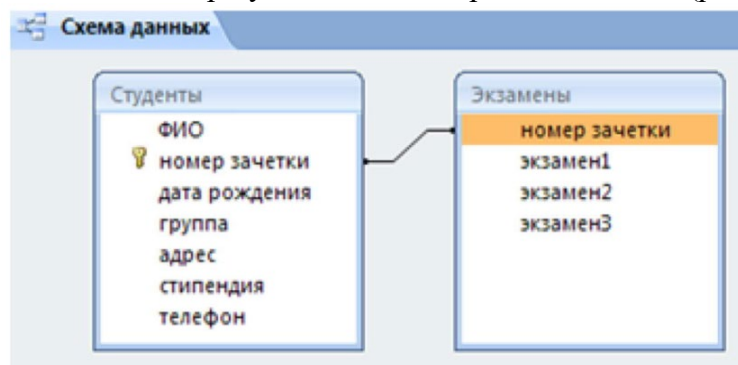 Схема данных
Студенты
ФИО
номер зачетки
дата рождения
группа
адрес
стипендия
телефон
Экзамены
номер зачетки
экзамен1
экзамен2
экзамен3